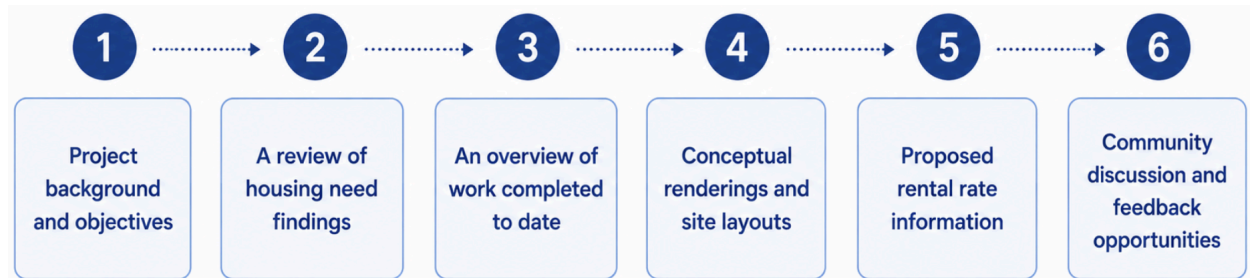 1
2
3
4
5
6
Project
background
and objectives
A review of
housing need
findings
An overview of
work completed
to date
Conceptual
renderings and
site layouts
Proposed
rental rate
information
Community
discussion and
feedback
opportunities